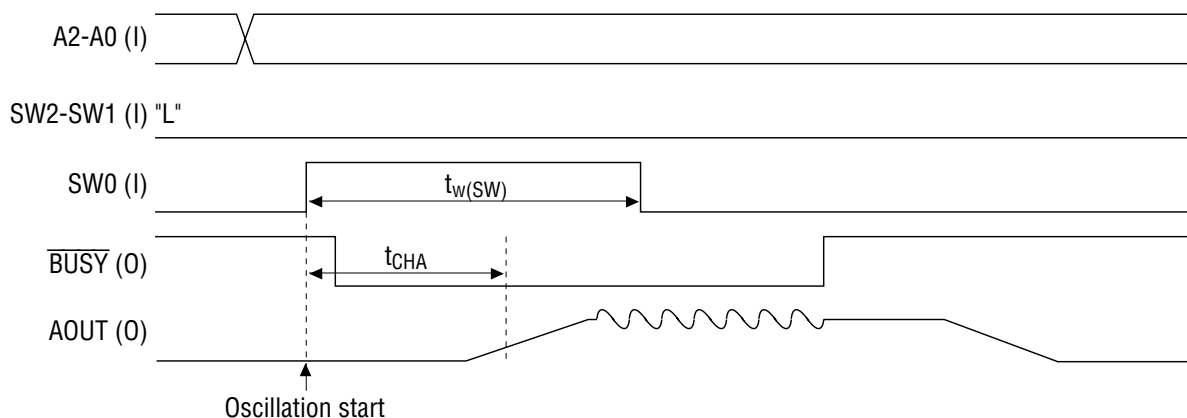 A2-A0 (I)
SW2-SW1 (I) "L"
SW0 (I)
tw(SW)
BUSY (O)
tCHA
AOUT (O)
Oscillation start